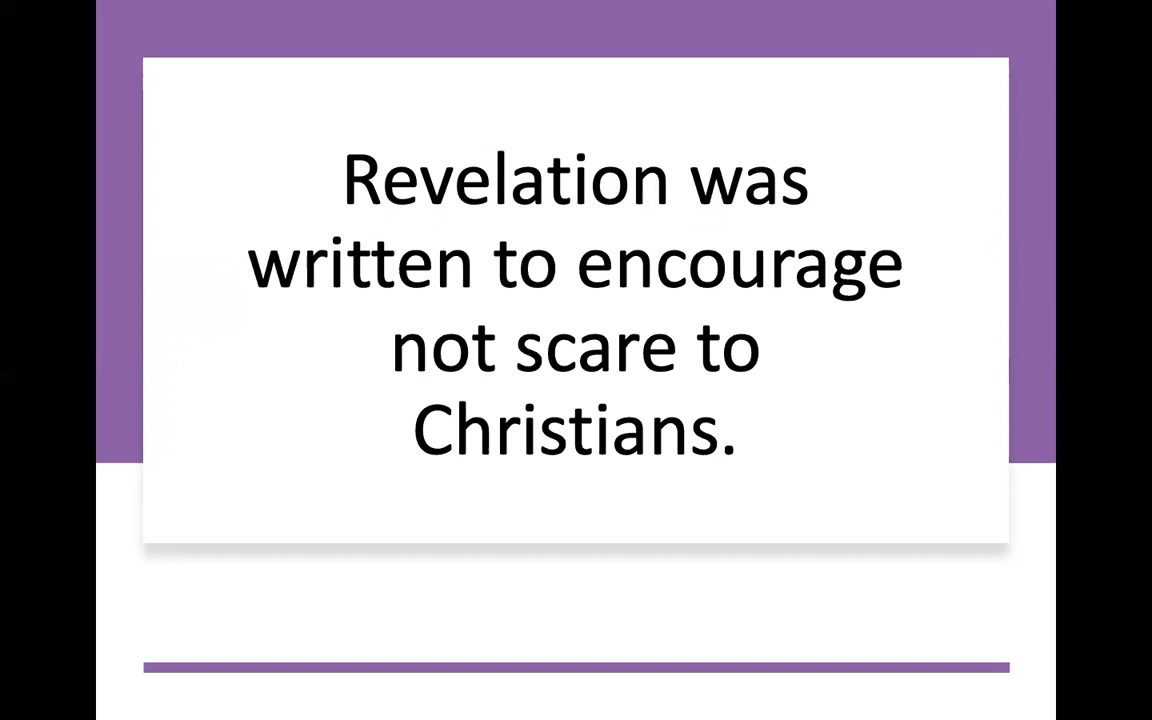 Revelation was
written to encourage
not scare to
Christians.